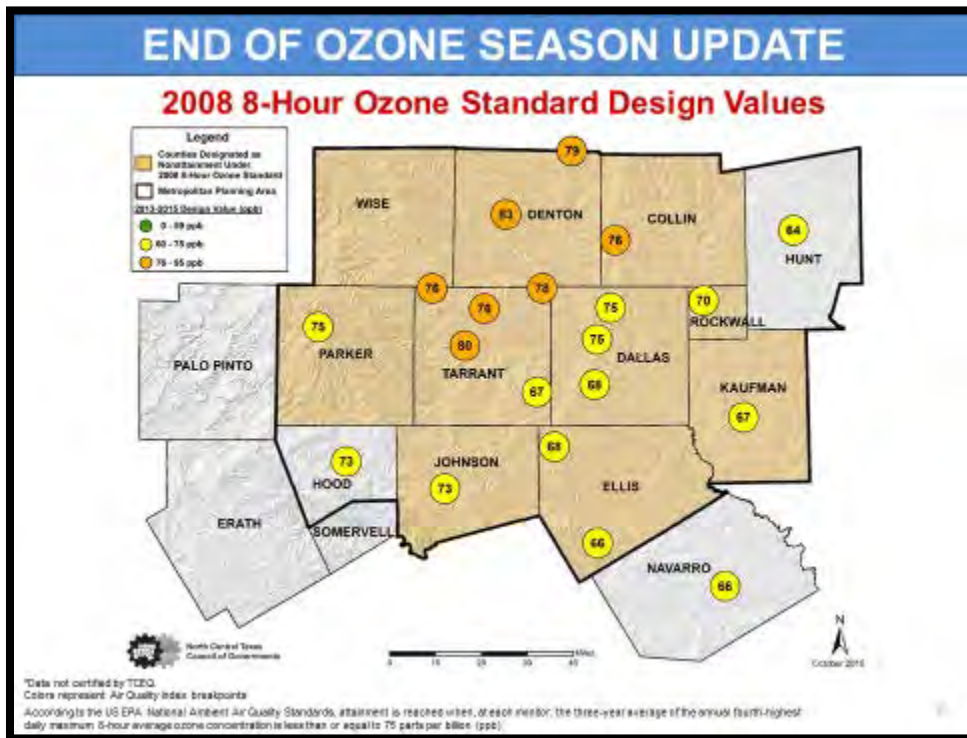 END OF OZONE SEASON UPDATE
2008 8-Hour Ozone Standard Design Values
Legend
Counties Designated as
Nonattainment Under
2008 8-Hour Ozone Standard
Metropolitan Planning Area
2013-2015 Design Value (ppb)
0 - 59 ppb
60 - 75 ppb
76 - 95 ppb
79
WISE
83 DENTON
COLLIN
76
64
HUNT
76
78
76
75
70
ROCKWALL
75
PARKER
80
75
DALLAS
PALO PINTO
TARRANT
67
68
KAUFMAN
67
73
HOOD
JOHNSON
73
68
ELLIS
ERATH
SOMERVELL
66
NAVARRO
66
North Central Texas
Council of Governments
0 10 20 30 40
Miles
N
October 2015
*Data not certified by TCEQ
Colors represent Air Quality Index breakpoints
According to the US EPA National Ambient Air Quality Standards, attainment is reached when, at each monitor, the three-year average of the annual fourth-highest
daily maximum 8-hour average ozone concentration is less than or equal to 75 parts per billion (ppb)